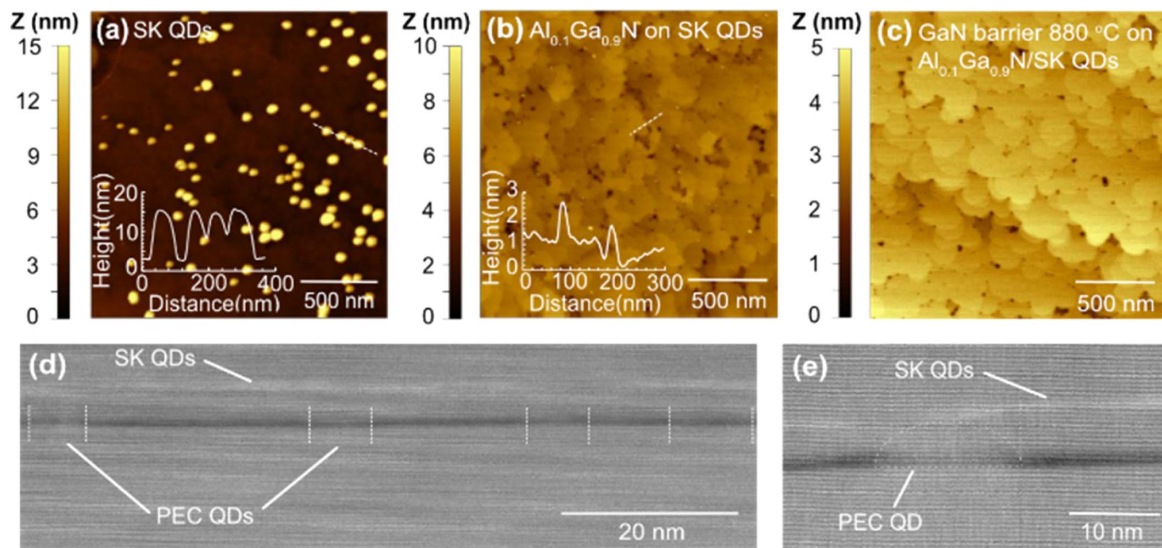 Z (nm)
15
12
9
6
3
0
(a) SK QDs
Height(nm)
20
10
0
0 100 200 300 400
Distance(nm)
500 nm
Z (nm)
10
8
6
4
2
0
(b) Al0.1Ga0.9N on SK QDs
Height(nm)
3
2
1
0
0 100 200 300
Distance(nm)
500 nm
Z (nm)
5
4
3
2
1
0
(c) GaN barrier 880 °C on
Al0.1Ga0.9N/SK QDs
500 nm
(d)
SK QDs
PEC QDs
20 nm
(e)
SK QDs
PEC QD
10 nm